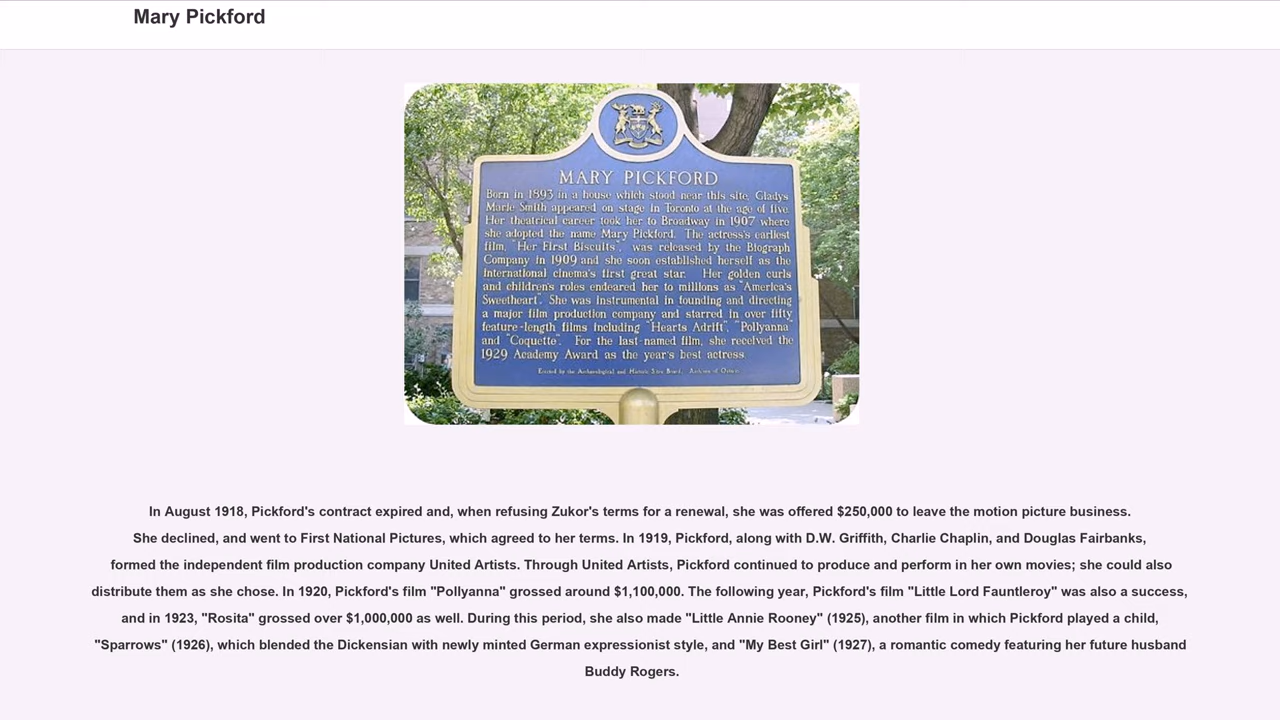 Mary Pickford
MARY PICKFORD
Born in 1893 in a house which stood near this site, Gladys
Marie Smith appeared on stage in Toronto at the age of five.
Her theatrical career took her to Broadway in 1907 where
she adopted the name Mary Pickford. The actress's earliest
film, "Her First Biscuits", was released by the Biograph
Company in 1909 and she soon established herself as the
international cinema's first great star. Her golden curls
and children's roles endeared her to millions as "America's
Sweetheart". She was instrumental in founding and directing
a major film production company and starred in over fifty
feature-length films including "Hearts Adrift", "Pollyanna"
and "Coquette". For the last-named film, she received the
1929 Academy Award as the year's best actress.
Erected by the Archaeological and Historic Sites Board, Archives of Ontario
In August 1918, Pickford's contract expired and, when refusing Zukor's terms for a renewal, she was offered $250,000 to leave the motion picture business.
She declined, and went to First National Pictures, which agreed to her terms. In 1919, Pickford, along with D.W. Griffith, Charlie Chaplin, and Douglas Fairbanks,
formed the independent film production company United Artists. Through United Artists, Pickford continued to produce and perform in her own movies; she could also
distribute them as she chose. In 1920, Pickford's film "Pollyanna" grossed around $1,100,000. The following year, Pickford's film "Little Lord Fauntleroy" was also a success,
and in 1923, "Rosita" grossed over $1,000,000 as well. During this period, she also made "Little Annie Rooney" (1925), another film in which Pickford played a child,
"Sparrows" (1926), which blended the Dickensian with newly minted German expressionist style, and "My Best Girl" (1927), a romantic comedy featuring her future husband
Buddy Rogers.